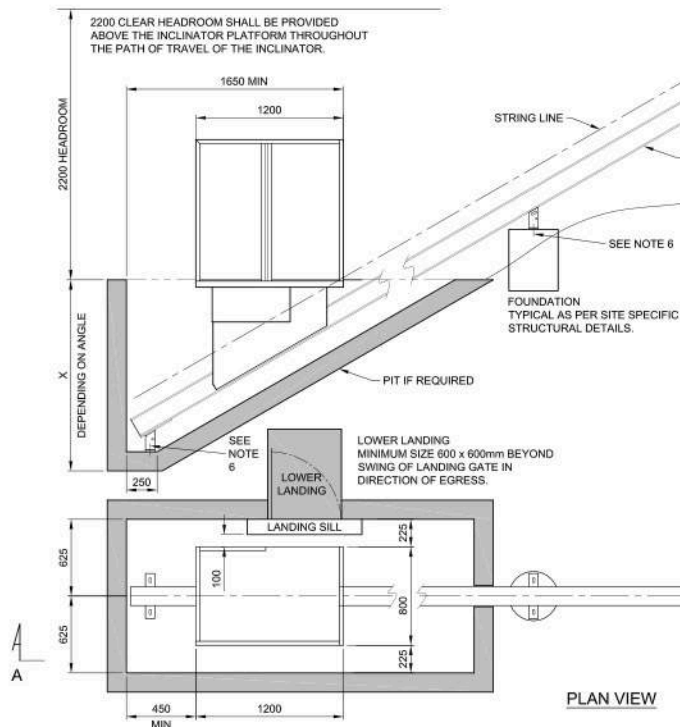 2200 CLEAR HEADROOM SHALL BE PROVIDED
ABOVE THE INCLINATOR PLATFORM THROUGHOUT
THE PATH OF TRAVEL OF THE INCLINATOR.
1650 MIN
1200
2200 HEADROOM
STRING LINE
SEE NOTE 6
FOUNDATION
TYPICAL AS PER SITE SPECIFIC
STRUCTURAL DETAILS.
X
DEPENDING ON ANGLE
PIT IF REQUIRED
SEE
NOTE
6
250
LOWER LANDING
MINIMUM SIZE 600 x 600mm BEYOND
SWING OF LANDING GATE IN
DIRECTION OF EGRESS.
LOWER
LANDING
LANDING SILL
225
625
100
800
625
225
A
450
MIN
1200
PLAN VIEW